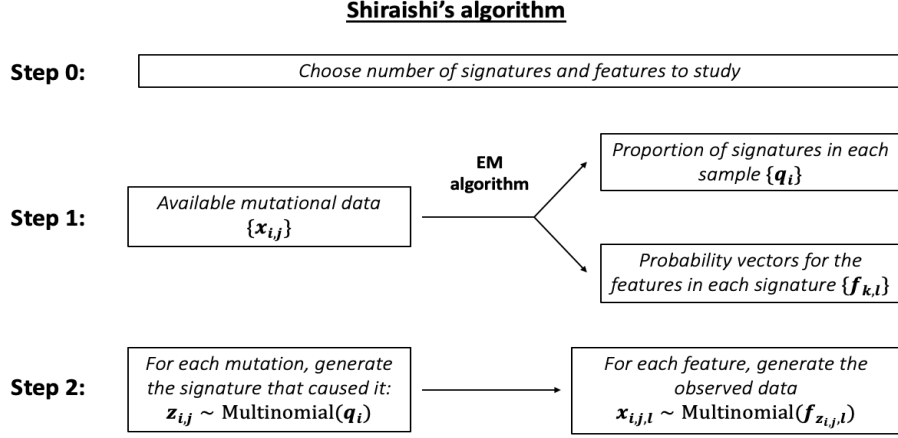 Shiraishi’s algorithm
Step 0:
Choose number of signatures and features to study
Step 1:
Available mutational data
{x_{i,j}}
EM
algorithm
Proportion of signatures in each
sample {q_i}
Probability vectors for the
features in each signature {f_{k,l}}
Step 2:
For each mutation, generate
the signature that caused it:
z_{i,j} ~ Multinomial(q_i)
For each feature, generate the
observed data
x_{i,j,l} ~ Multinomial(f_{z_{i,j},l})